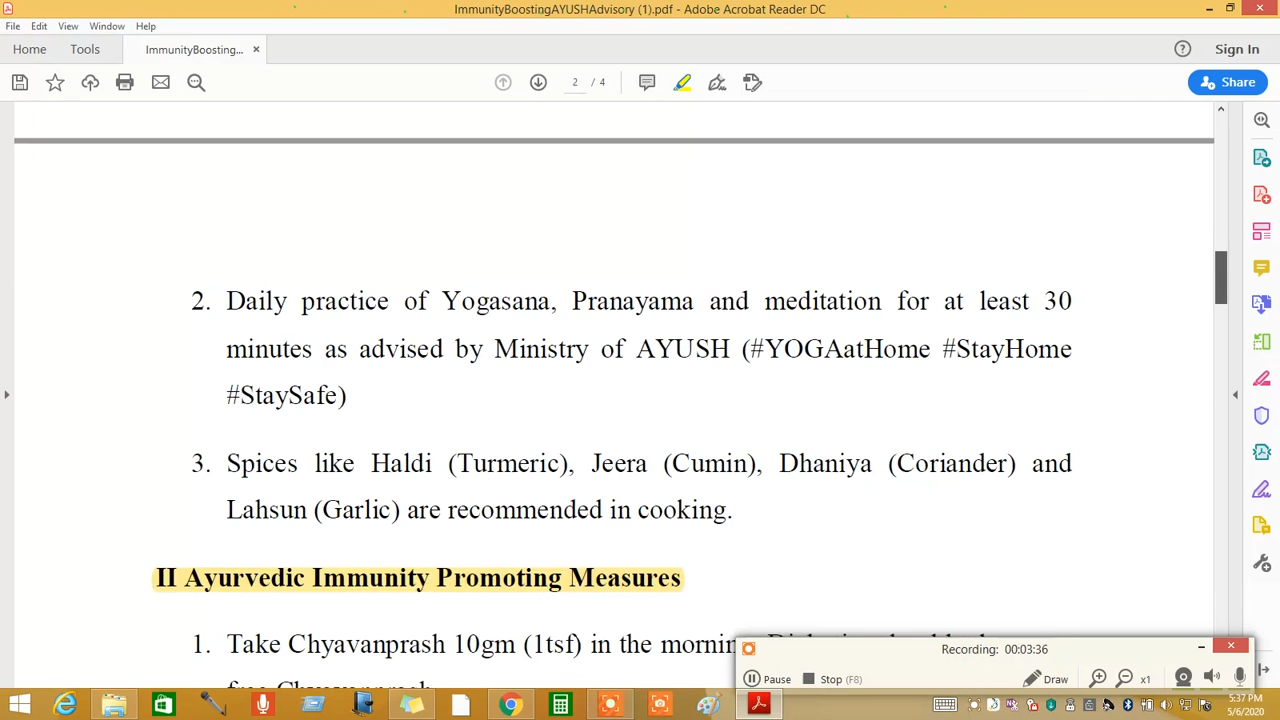 ImmunityBoostingAYUSHAdvisory (1).pdf - Adobe Acrobat Reader DC
File Edit View Window Help
Home Tools ImmunityBoosting... × Sign In
2 / 4 Share
2. Daily practice of Yogasana, Pranayama and meditation for at least 30
minutes as advised by Ministry of AYUSH (#YOGAatHome #StayHome
#StaySafe)
3. Spices like Haldi (Turmeric), Jeera (Cumin), Dhaniya (Coriander) and
Lahsun (Garlic) are recommended in cooking.
II Ayurvedic Immunity Promoting Measures
1. Take Chyavanprash 10gm (1tsf) in the
Recording: 00:03:36
Pause Stop (F8) Draw x1
5:37 PM
5/6/2020